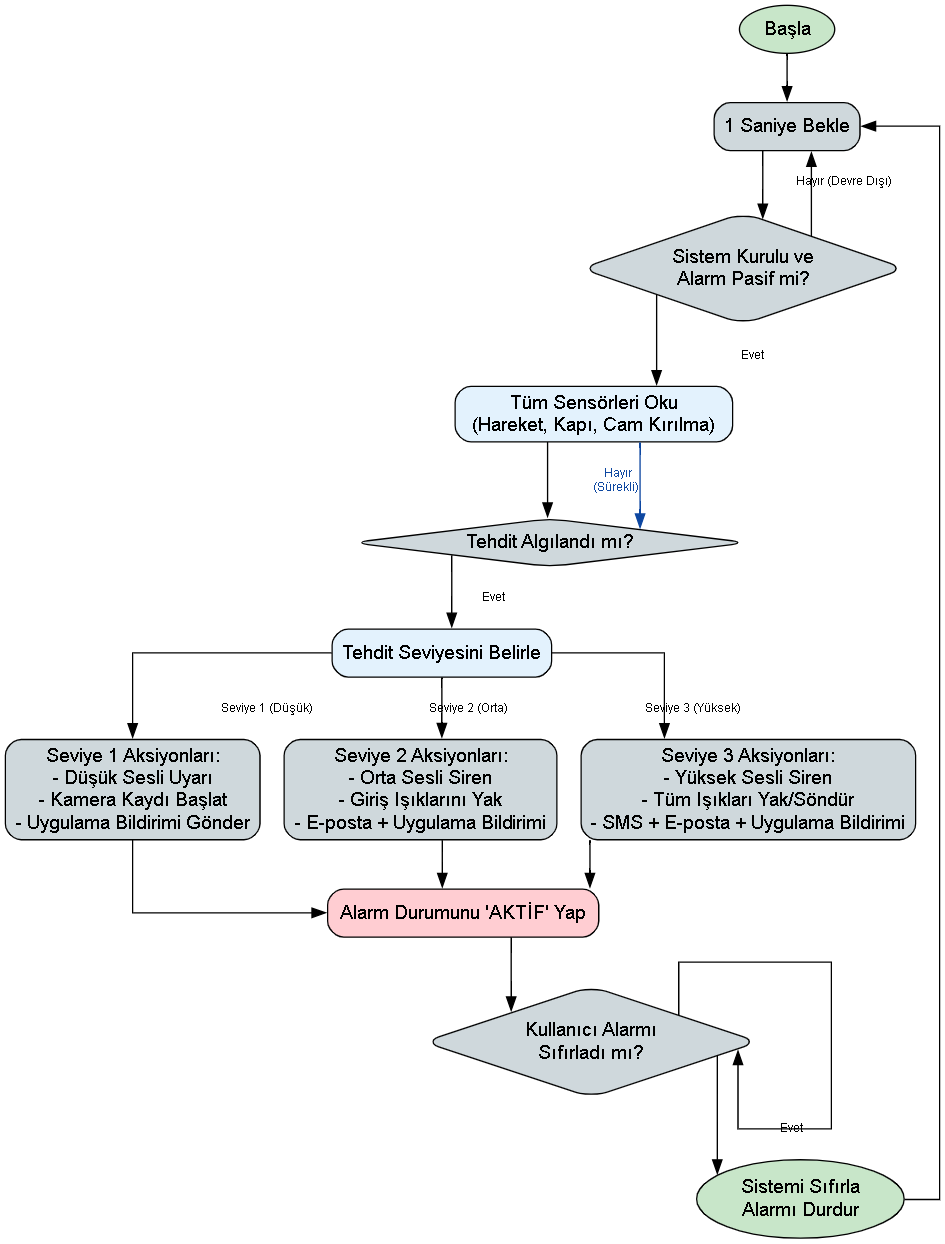 Başla
1 Saniye Bekle
Hayır (Devre Dışı)
Sistem Kurulu ve
Alarm Pasif mi?
Evet
Tüm Sensörleri Oku
(Hareket, Kapı, Cam Kırılma)
Hayır
(Sürekli)
Tehdit Algılandı mı?
Evet
Tehdit Seviyesini Belirle
Seviye 1 (Düşük)
Seviye 2 (Orta)
Seviye 3 (Yüksek)
Seviye 1 Aksiyonları:
- Düşük Sesli Uyarı
- Kamera Kaydı Başlat
- Uygulama Bildirimi Gönder
Seviye 2 Aksiyonları:
- Orta Sesli Siren
- Giriş Işıklarını Yak
- E-posta + Uygulama Bildirimi
Seviye 3 Aksiyonları:
- Yüksek Sesli Siren
- Tüm Işıkları Yak/Söndür
- SMS + E-posta + Uygulama Bildirimi
Alarm Durumunu 'AKTİF' Yap
Kullanıcı Alarmı
Sıfırladı mı?
Evet
Sistemi Sıfırla
Alarmı Durdur